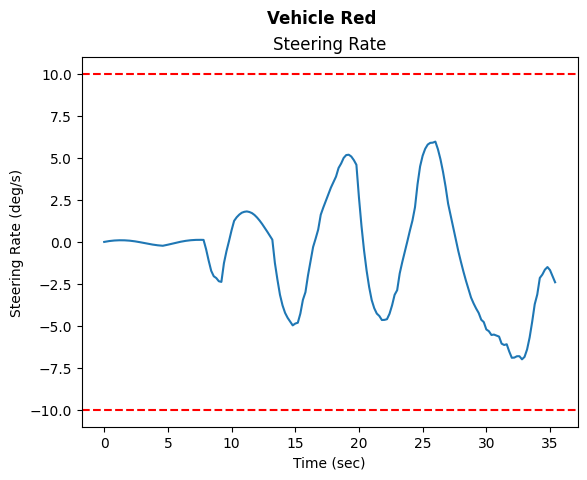 Vehicle Red
Steering Rate
10.0
7.5
5.0
2.5
0.0
−2.5
−5.0
−7.5
−10.0
Steering Rate (deg/s)
0 5 10 15 20 25 30 35
Time (sec)